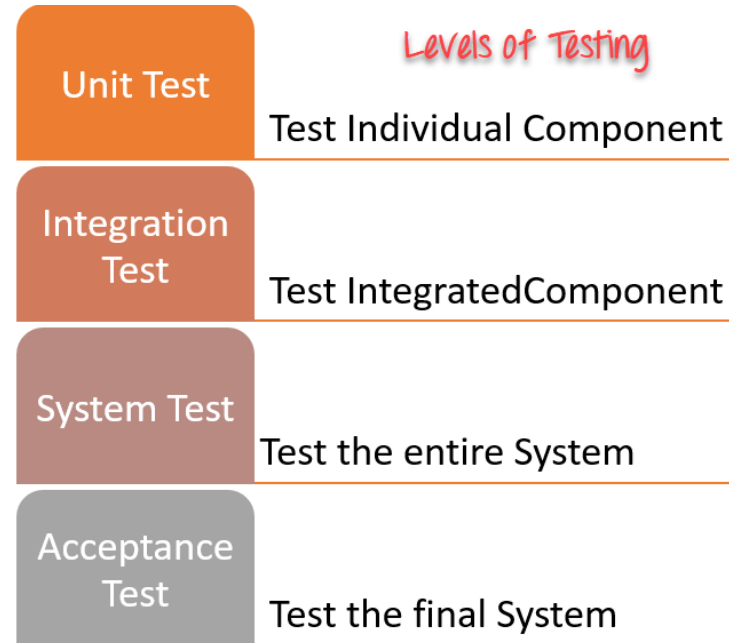 Levels of Testing
Unit Test
Test Individual Component
Integration
Test
Test IntegratedComponent
System Test
Test the entire System
Acceptance
Test
Test the final System